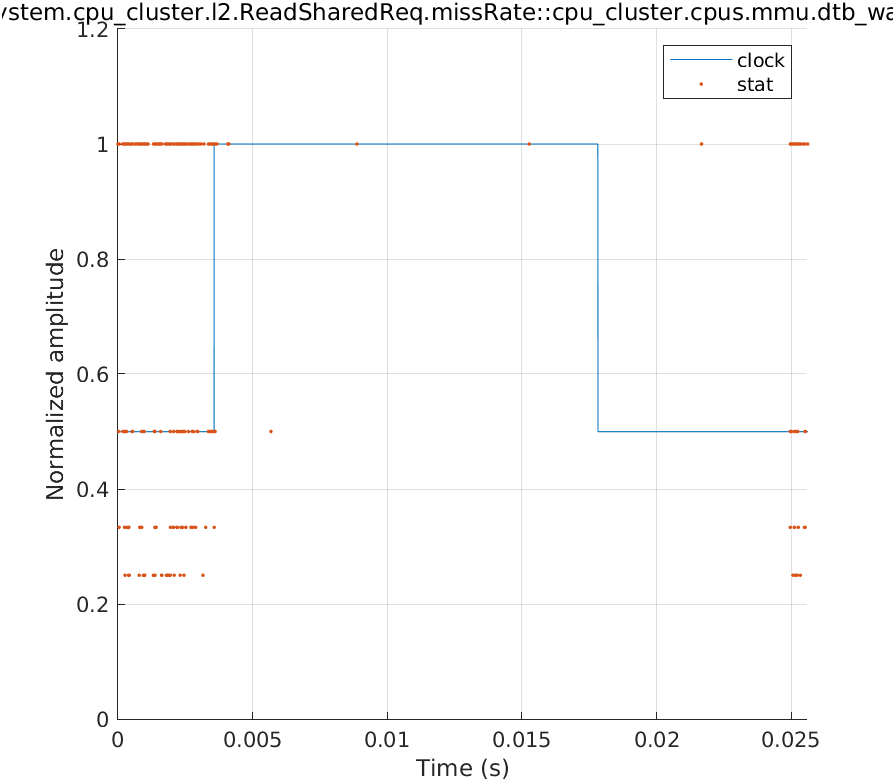 ystem.cpu_cluster.l2.ReadSharedReq.missRate::cpu_cluster.cpus.mmu.dtb_wa
1.2
clock
stat
1
0.8
Normalized amplitude
0.6
0.4
0.2
0
0
0.005
0.01
0.015
0.02
0.025
Time (s)